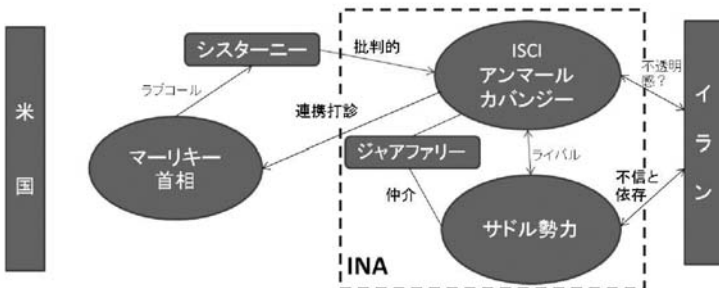 米国
シスターニー
批判的
ISCI
アンマール
カバンジー
不透明
感？
イラン
ラブコール
連携打診
マーリキー
首相
ジャアファリー
ライバル
仲介
不信と
依存
サドル勢力
INA